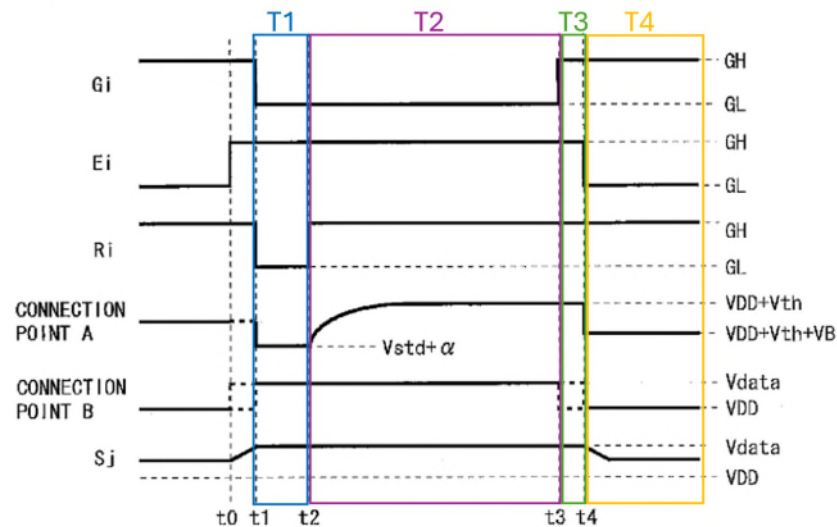 T1 T2 T3 T4
Gi GH
GL
Ei GH
GL
Ri GH
GL
CONNECTION POINT A VDD+Vth
VDD+Vth+VB
Vstd+α
CONNECTION POINT B Vdata
VDD
Sj Vdata
VDD
t0 t1 t2 t3 t4